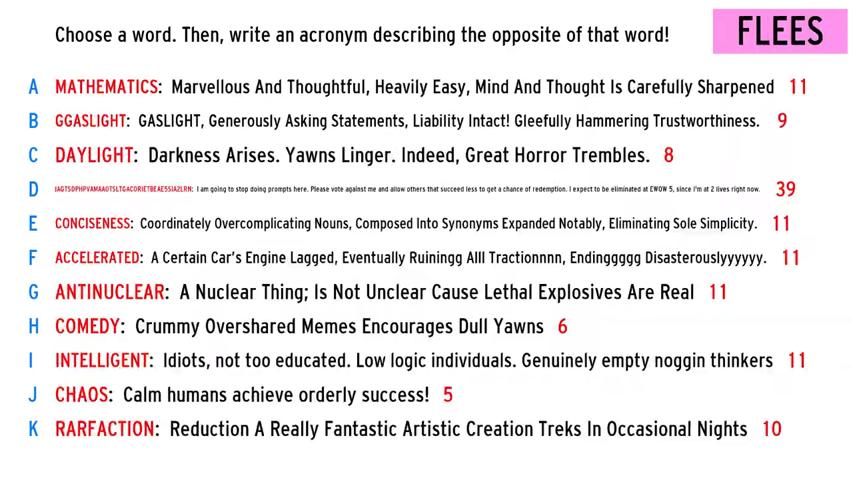 Choose a word. Then, write an acronym describing the opposite of that word!
FLEES
A MATHEMATICS: Marvellous And Thoughtful, Heavily Easy, Mind And Thought Is Carefully Sharpened 11
B GGASLIGHT: GASLIGHT, Generously Asking Statements, Liability Intact! Gleefully Hammering Trustworthiness. 9
C DAYLIGHT: Darkness Arises. Yawns Linger. Indeed, Great Horror Trembles. 8
D I am going to stop doing prompts here. Please vote against me and allow others that succeed less to get a chance of redemption. I expect to be eliminated at EWOW 5, since I'm at 2 lives right now. 39
E CONCISENESS: Coordinately Overcomplicating Nouns, Composed Into Synonyms Expanded Notably, Eliminating Sole Simplicity. 11
F ACCELERATED: A Certain Car's Engine Lagged, Eventually Ruiningg Alll Tractionnnn, Endinggggg Disasterouslyyyyyy. 11
G ANTINUCLEAR: A Nuclear Thing; Is Not Unclear Cause Lethal Explosives Are Real 11
H COMEDY: Crummy Overshared Memes Encourages Dull Yawns 6
I INTELLIGENT: Idiots, not too educated. Low logic individuals. Genuinely empty noggin thinkers 11
J CHAOS: Calm humans achieve orderly success! 5
K RARFACTION: Reduction A Really Fantastic Artistic Creation Treks In Occasional Nights 10